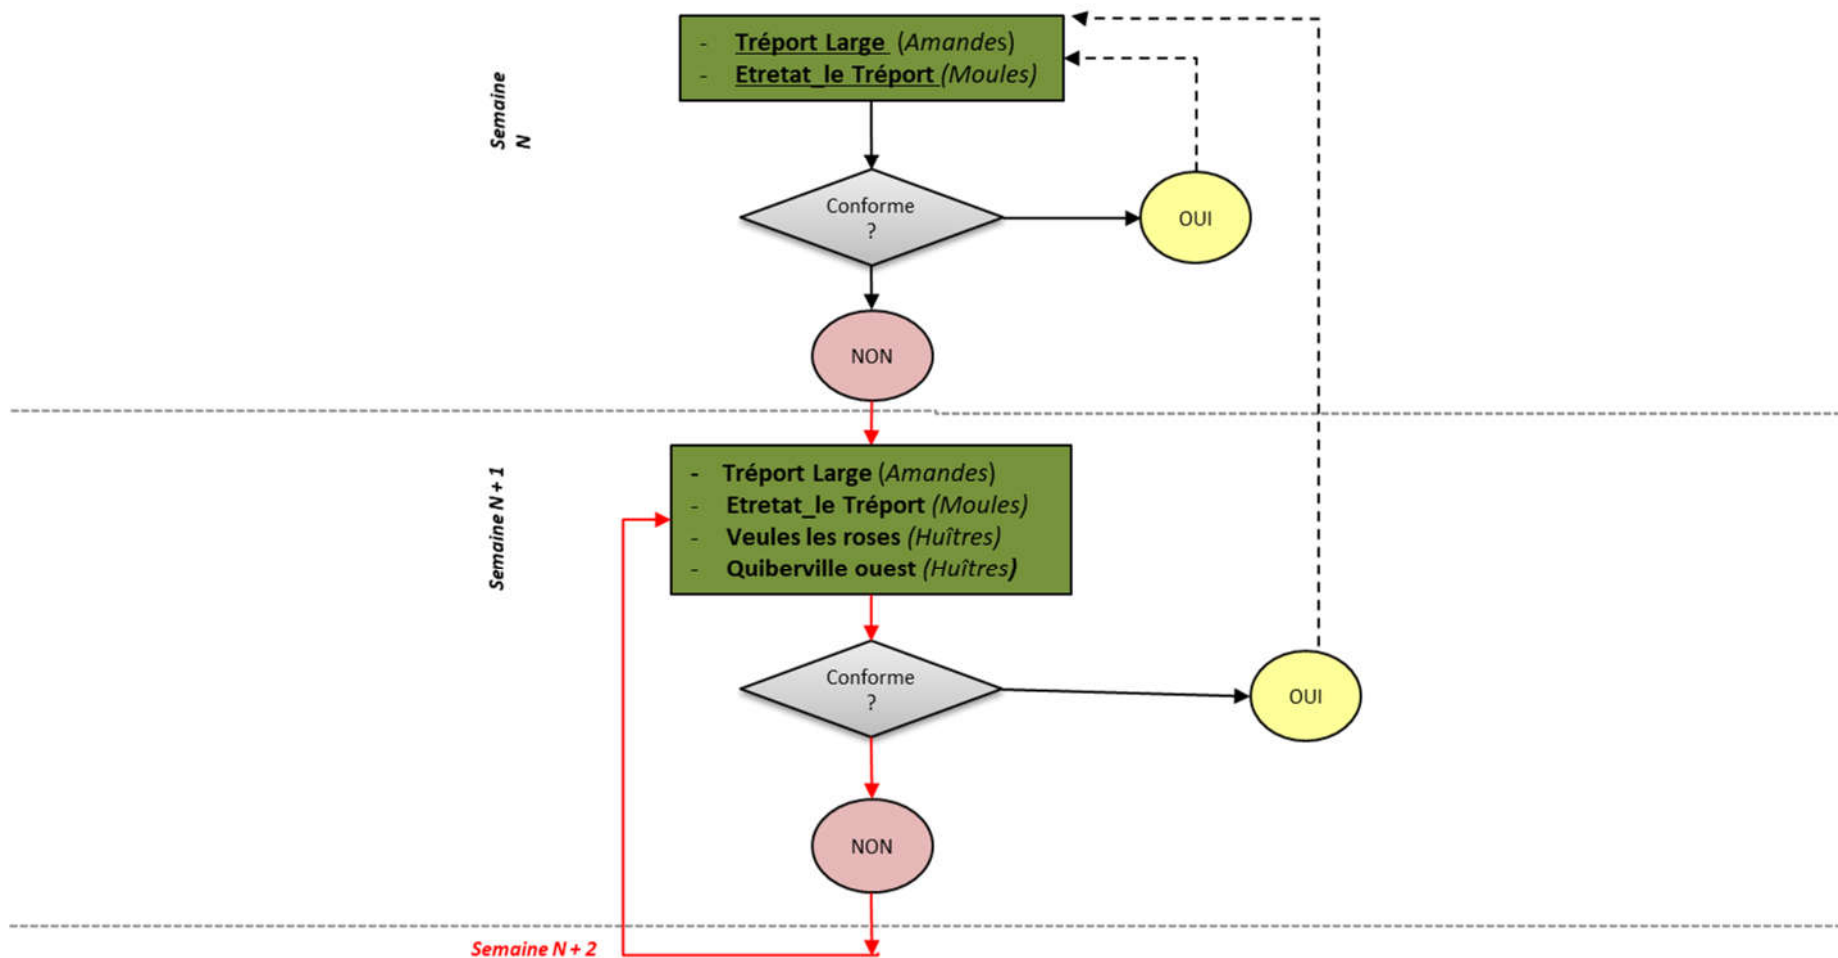 - Tréport Large (Amandes)
- Etretat_le Tréport (Moules)
Semaine
N
Conforme
?
OUI
NON
Semaine N + 1
- Tréport Large (Amandes)
- Etretat_le Tréport (Moules)
- Veules les roses (Huîtres)
- Quiberville ouest (Huîtres)
Conforme
?
OUI
NON
Semaine N + 2